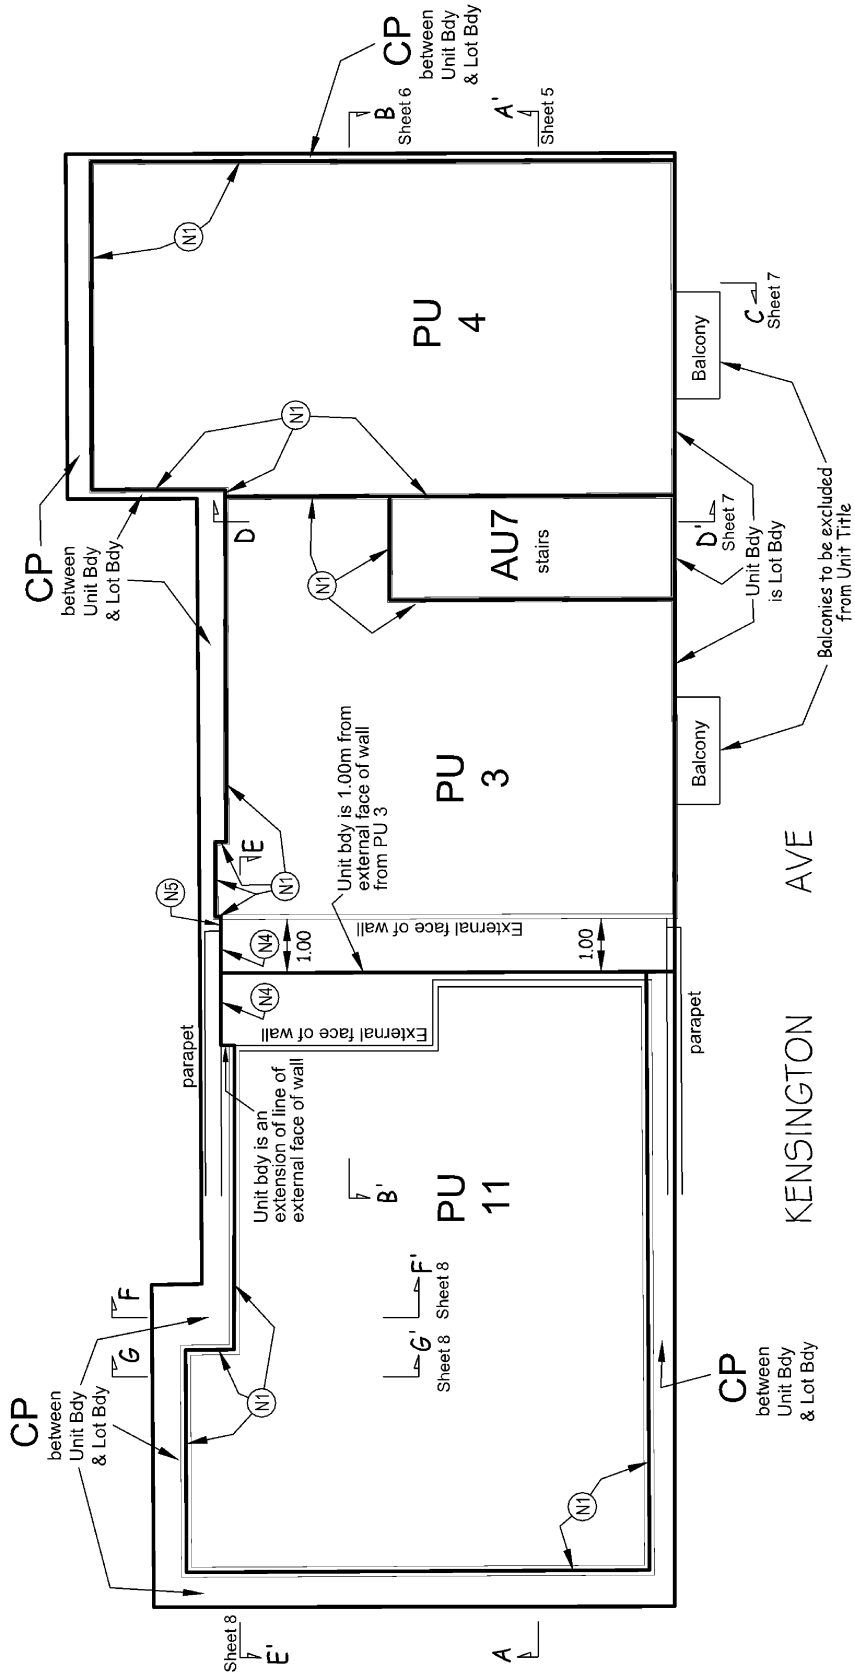 CP
between
Unit Bdy
& Lot Bdy
CP
between
Unit Bdy
& Lot Bdy
CP
between
Unit Bdy
& Lot Bdy
CP
between
Unit Bdy
& Lot Bdy
Sheet 8
E'
A
G
F
G'
Sheet 8
F'
Sheet 8
B'
PU
11
N1
N1
parapet
Unit bdy is an
extension of line of
external face of wall
External face of wall
N4
N4
N5
1.00
1.00
External face of wall
Unit bdy is 1.00m from
external face of wall
from PU 3
E
N1
PU
3
N1
D
AU7
stairs
N1
N1
PU
4
B
Sheet 6
A'
Sheet 5
C
Sheet 7
D'
Sheet 7
Unit Bdy
is Lot Bdy
Balcony
Balcony
Balconies to be excluded
from Unit Title
parapet
KENSINGTON AVE